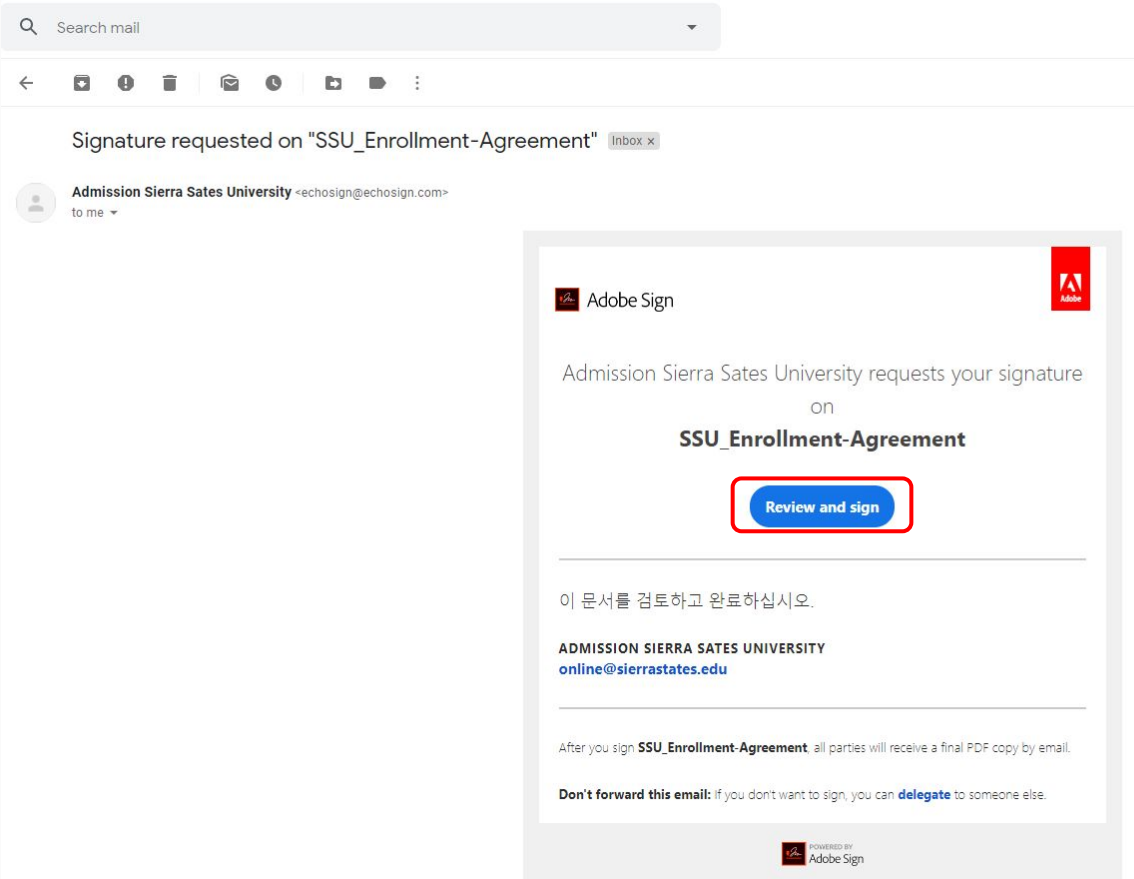 Search mail
Signature requested on "SSU_Enrollment-Agreement" Inbox ×
Admission Sierra Sates University <echosign@echosign.com>
to me
Adobe Sign
Adobe
Admission Sierra Sates University requests your signature
on
SSU_Enrollment-Agreement
Review and sign
이 문서를 검토하고 완료하십시오.
ADMISSION SIERRA SATES UNIVERSITY
online@sierrastates.edu
After you sign SSU_Enrollment-Agreement, all parties will receive a final PDF copy by email.
Don't forward this email: If you don't want to sign, you can delegate to someone else.
POWERED BY
Adobe Sign